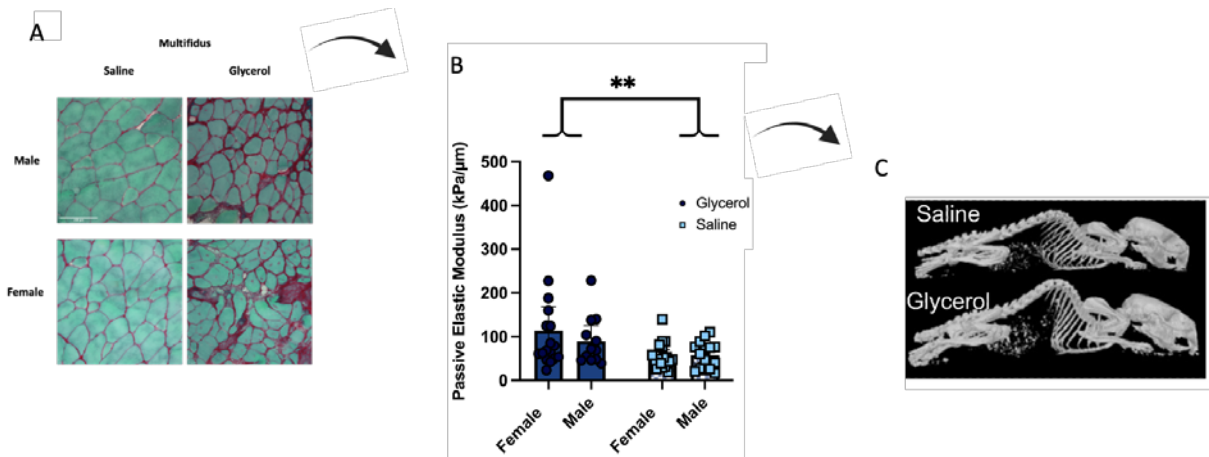 A
Multifidus
Saline Glycerol
Male
Female
B
**
Passive Elastic Modulus (kPa/µm)
500
400
300
200
100
0
Glycerol
Saline
Female Male Female Male
C
Saline
Glycerol